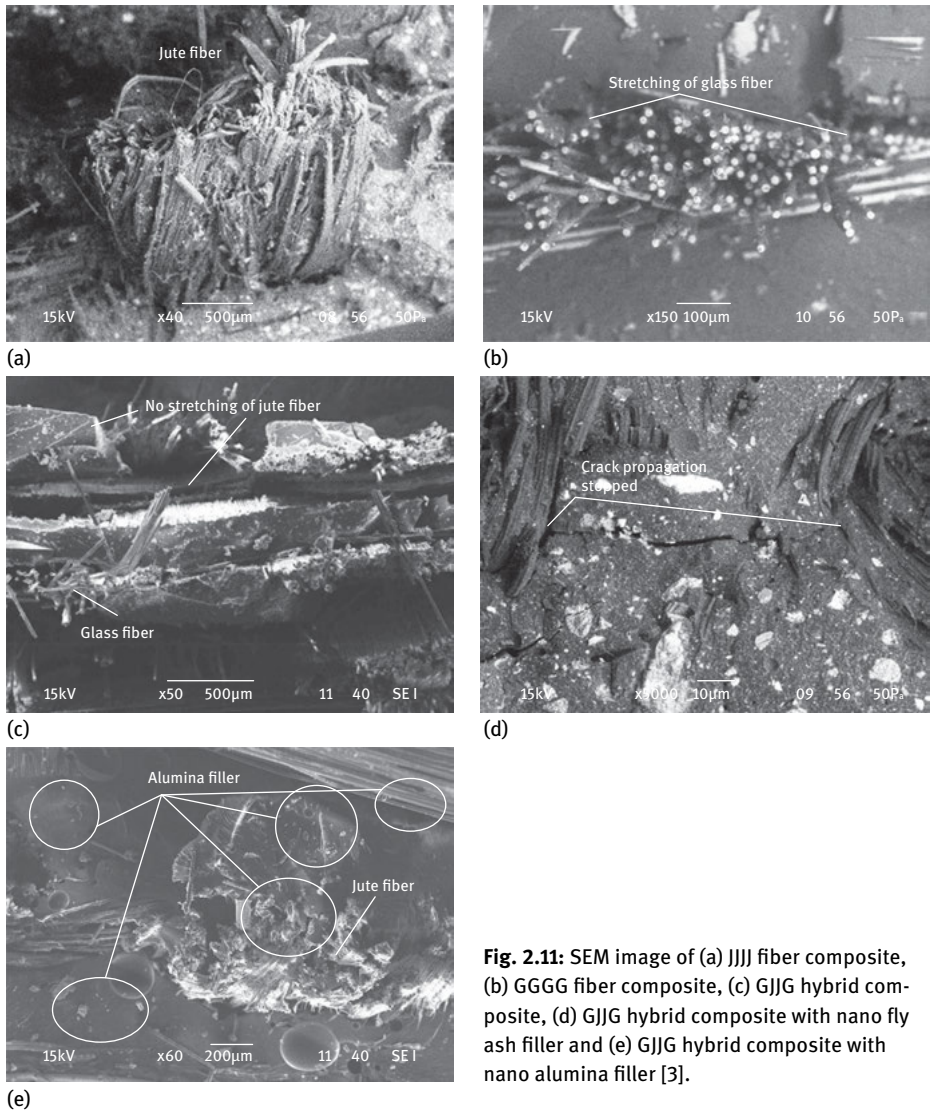 Jute fiber
15kV x40 500µm 08 56 50Pa
(a)
Stretching of glass fiber
15kV x150 100µm 10 56 50Pa
(b)
No stretching of jute fiber
Glass fiber
15kV x50 500µm 11 40 SE I
(c)
Crack propagation
stopped
15kV x5000 10µm 09 56 50Pa
(d)
Alumina filler
Jute fiber
15kV x60 200µm 11 40 SE I
(e)
Fig. 2.11: SEM image of (a) JJJJ fiber composite,
(b) GGGG fiber composite, (c) GJJG hybrid com-
posite, (d) GJJG hybrid composite with nano fly
ash filler and (e) GJJG hybrid composite with
nano alumina filler [3].